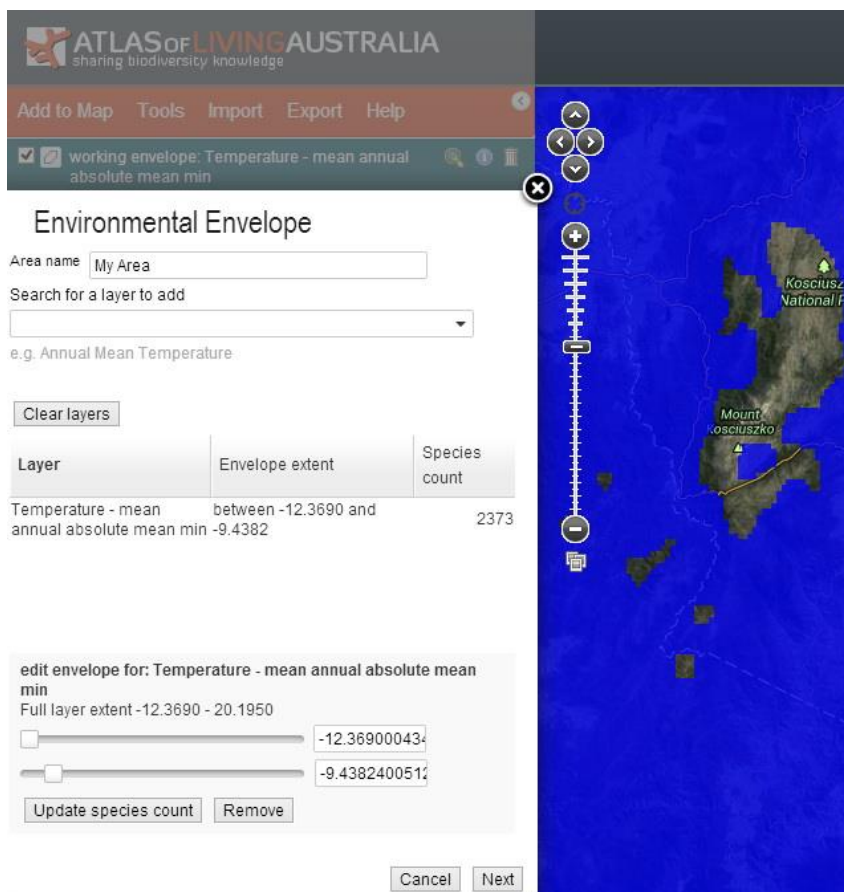 ATLAS OF LIVING AUSTRALIA
sharing biodiversity knowledge
Add to Map Tools Import Export Help
working envelope: Temperature - mean annual
absolute mean min
Environmental Envelope
Area name My Area
Search for a layer to add
e.g. Annual Mean Temperature
Clear layers
Layer Envelope extent Species
count
Temperature - mean between -12.3690 and 2373
annual absolute mean min -9.4382
edit envelope for: Temperature - mean annual absolute mean
min
Full layer extent -12.3690 - 20.1950
-12.36900043
-9.438240051
Update species count Remove
Cancel Next
National
Mount